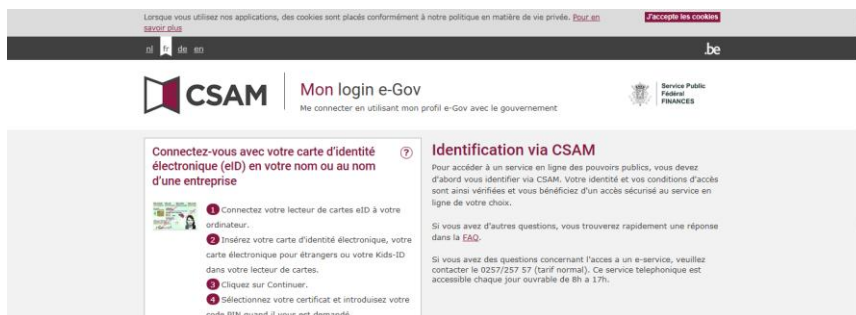 Lorsque vous utilisez nos applications, des cookies sont placés conformément à notre politique en matière de vie privée. Pour en
savoir plus
J'accepte les cookies
nl fr de en
.be
CSAM
Mon login e-Gov
Me connecter en utilisant mon profil e-Gov avec le gouvernement
Service Public
Fédéral
FINANCES
Connectez-vous avec votre carte d'identité
électronique (eID) en votre nom ou au nom
d'une entreprise
?
1 Connectez votre lecteur de cartes eID à votre
ordinateur.
2 Insérez votre carte d'identité électronique, votre
carte électronique pour étrangers ou votre Kids-ID
dans votre lecteur de cartes.
3 Cliquez sur Continuer.
4 Sélectionnez votre certificat et introduisez votre
code PIN quand il vous est demandé.
Identification via CSAM
Pour accéder à un service en ligne des pouvoirs publics, vous devez
d'abord vous identifier via CSAM. Votre identité et vos conditions d'accès
sont ainsi vérifiées et vous bénéficiez d'un accès sécurisé au service en
ligne de votre choix.
Si vous avez d'autres questions, vous trouverez rapidement une réponse
dans la FAQ.
Si vous avez des questions concernant l'acces a un e-service, veuillez
contacter le 0257/257 57 (tarif normal). Ce service telephonique est
accessible chaque jour ouvrable de 8h a 17h.